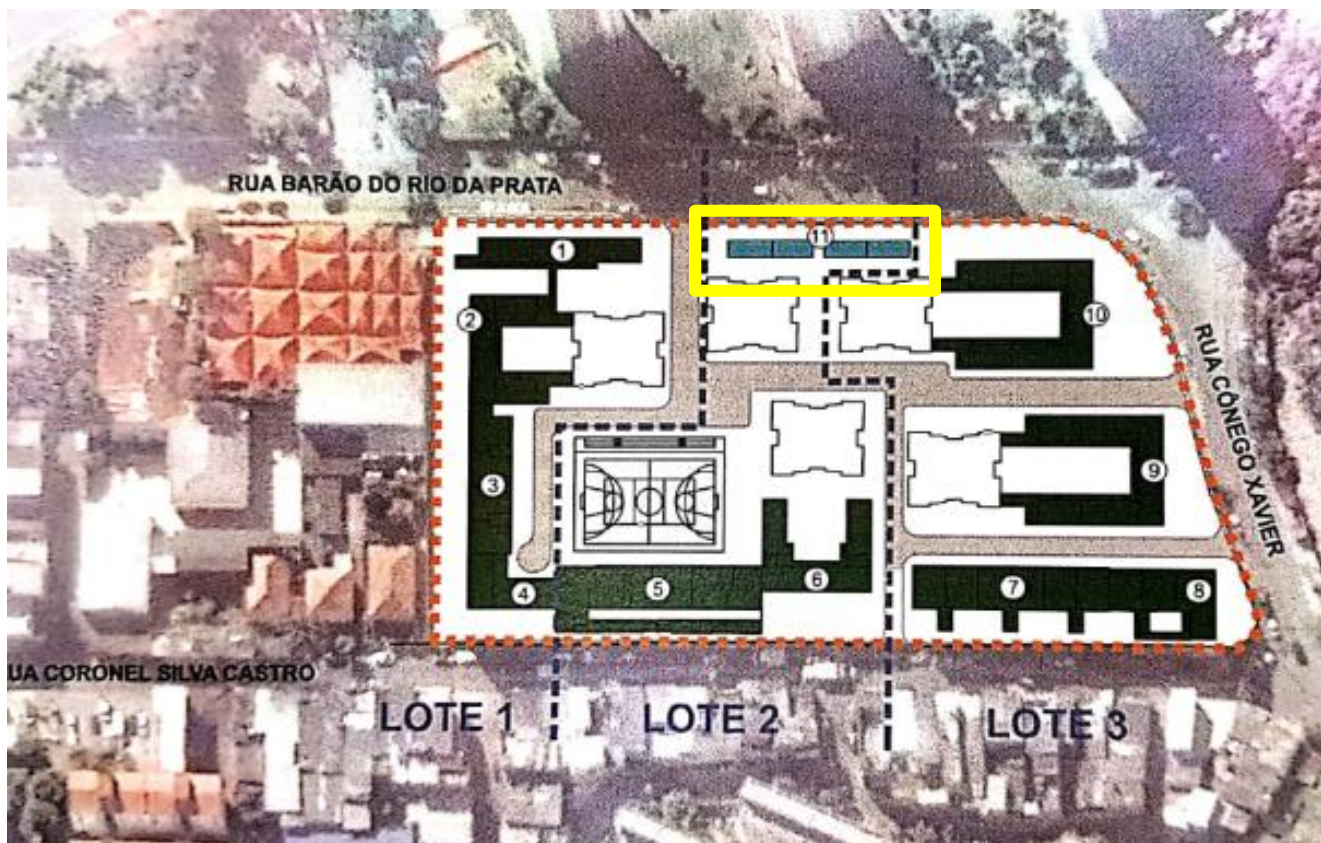 RUA BARÃO DO RIO DA PRATA
11
1
2
10
RUA CÔNEGO XAVIER
3
9
4
5
6
7
8
UA CORONEL SILVA CASTRO
LOTE 1
LOTE 2
LOTE 3